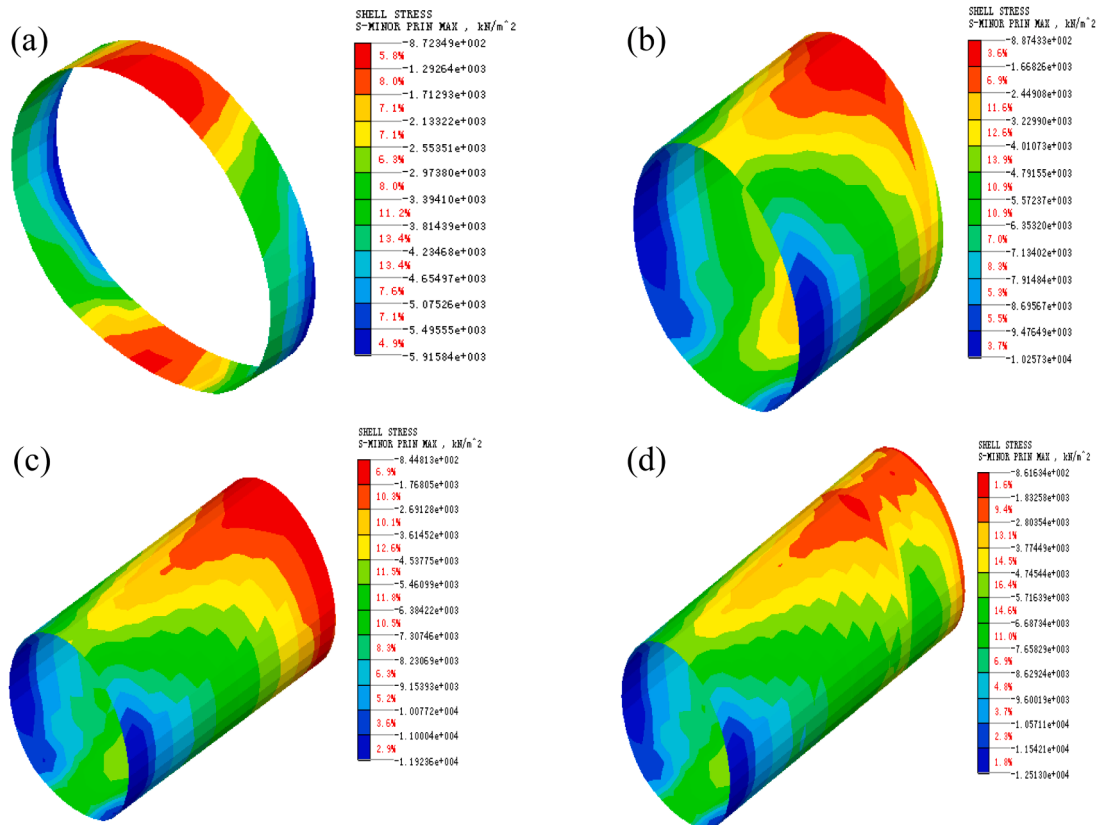 (a)
SHELL STRESS
S-MINOR PRIN MAX , kN/m^2
-8.72349e+002
5.8%
-1.29264e+003
8.0%
-1.71293e+003
7.1%
-2.13322e+003
7.1%
-2.55351e+003
6.3%
-2.97380e+003
8.0%
-3.39410e+003
11.2%
-3.81439e+003
13.4%
-4.23468e+003
13.4%
-4.65497e+003
7.6%
-5.07526e+003
7.1%
-5.49555e+003
4.9%
-5.91584e+003
(b)
SHELL STRESS
S-MINOR PRIN MAX , kN/m^2
-8.87433e+002
3.6%
-1.66826e+003
6.9%
-2.44908e+003
11.6%
-3.22990e+003
12.6%
-4.01073e+003
13.9%
-4.79155e+003
10.9%
-5.57237e+003
10.9%
-6.35320e+003
7.0%
-7.13402e+003
8.3%
-7.91484e+003
5.3%
-8.69567e+003
5.5%
-9.47649e+003
3.7%
-1.02573e+004
(c)
SHELL STRESS
S-MINOR PRIN MAX , kN/m^2
-8.44813e+002
6.9%
-1.76805e+003
10.3%
-2.69128e+003
10.1%
-3.61452e+003
12.6%
-4.53775e+003
11.5%
-5.46099e+003
11.8%
-6.38422e+003
10.5%
-7.30746e+003
8.3%
-8.23069e+003
6.3%
-9.15393e+003
5.2%
-1.00772e+004
3.6%
-1.10004e+004
2.9%
-1.19236e+004
(d)
SHELL STRESS
S-MINOR PRIN MAX , kN/m^2
-8.61634e+002
1.6%
-1.83258e+003
9.4%
-2.80354e+003
13.1%
-3.77449e+003
14.5%
-4.74544e+003
16.4%
-5.71639e+003
14.6%
-6.68734e+003
11.0%
-7.65829e+003
6.9%
-8.62924e+003
4.8%
-9.60019e+003
3.7%
-1.05711e+004
2.3%
-1.15421e+004
1.8%
-1.25130e+004